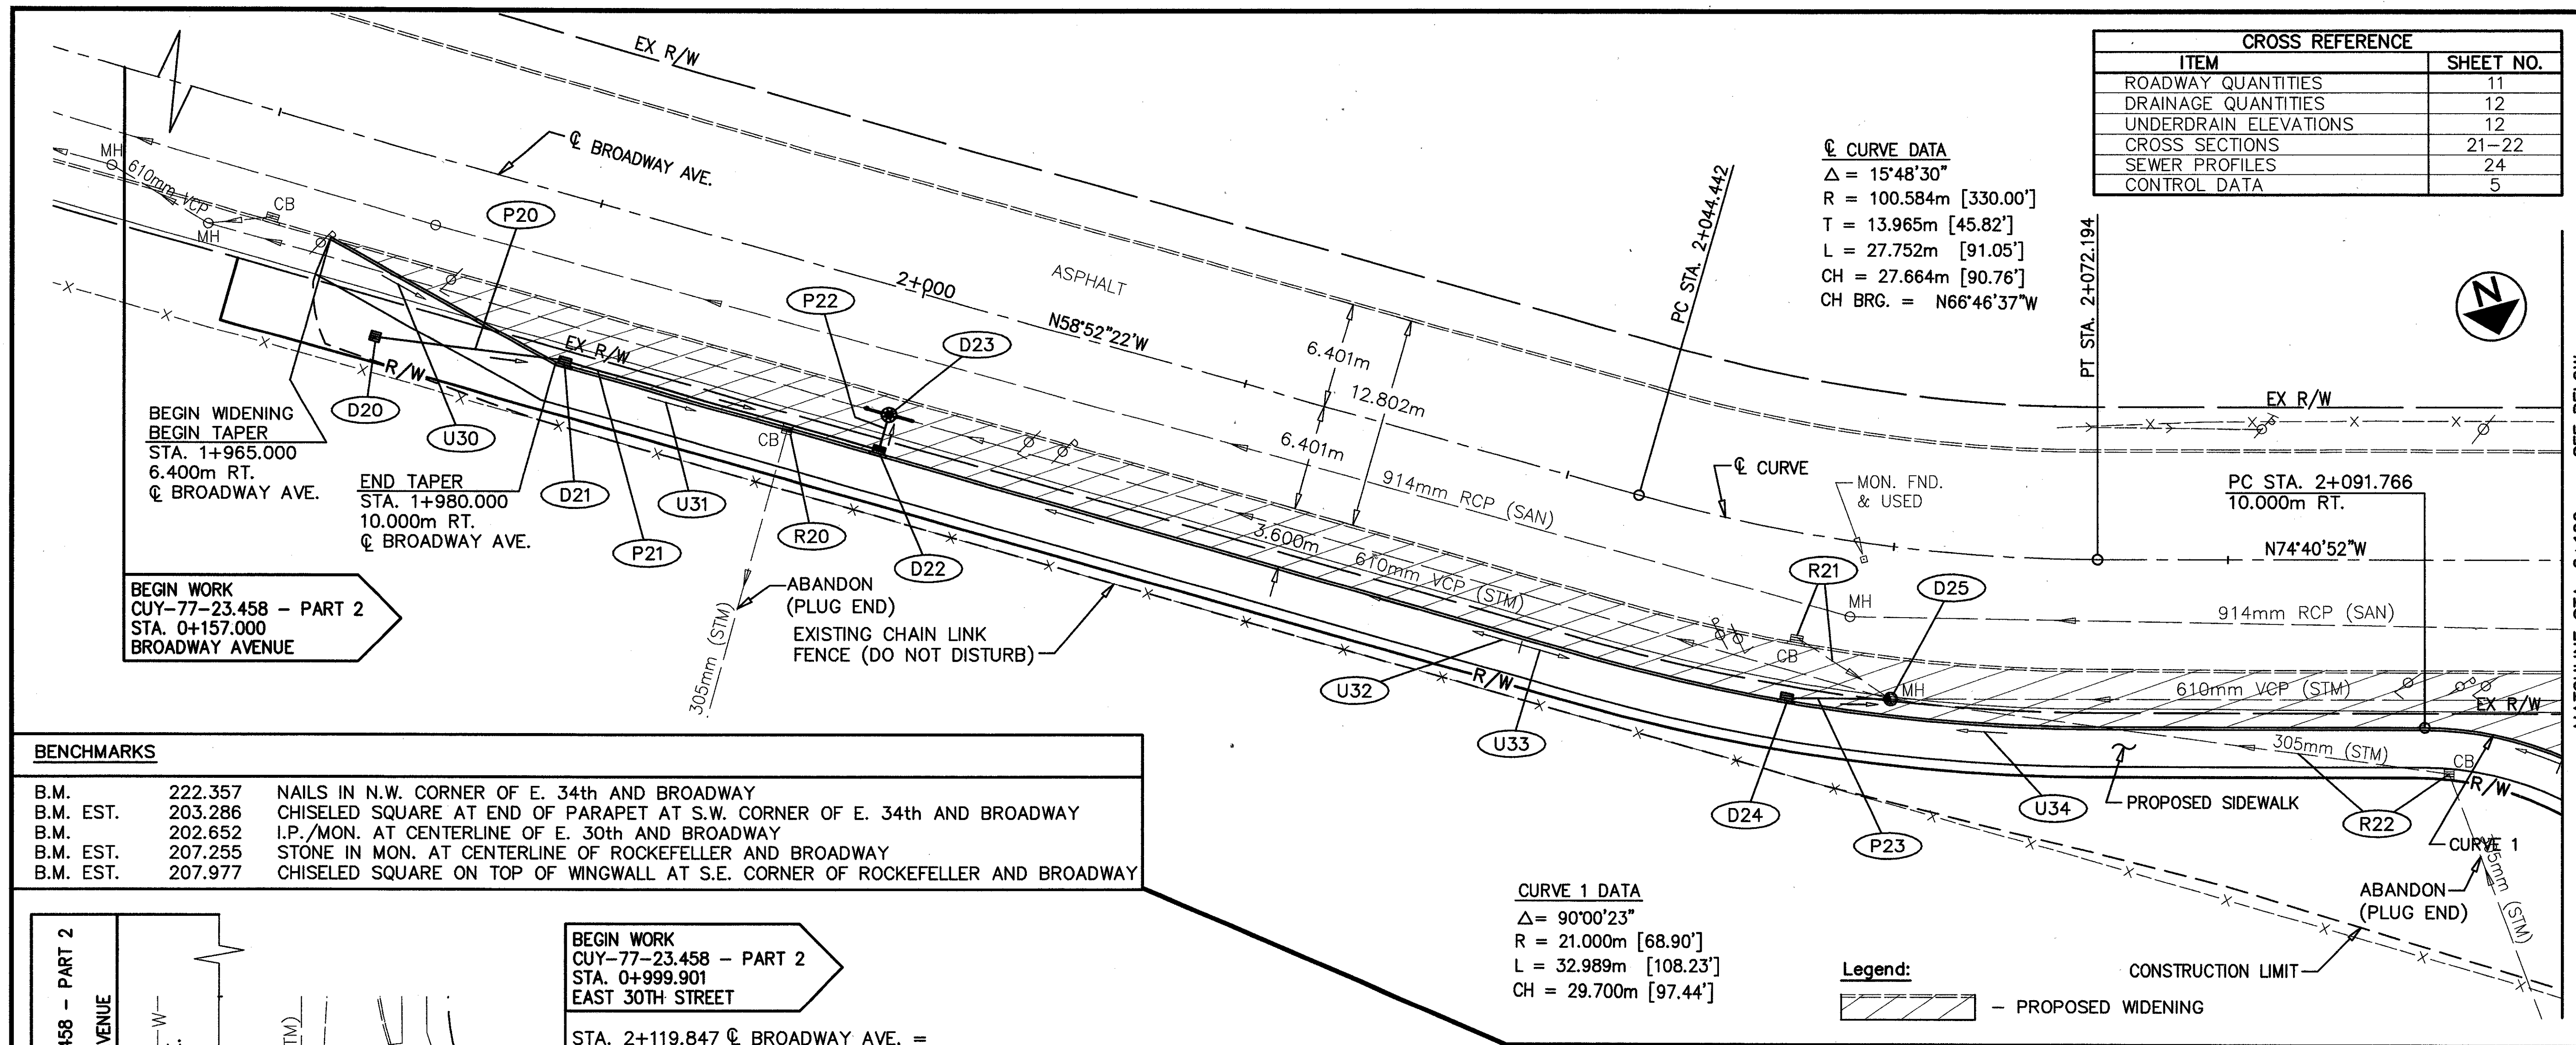 EX R/W
CROSS REFERENCE
ITEM SHEET NO.
ROADWAY QUANTITIES 11
DRAINAGE QUANTITIES 12
UNDERDRAIN ELEVATIONS 12
CROSS SECTIONS 21-22
SEWER PROFILES 24
CONTROL DATA 5
℄ BROADWAY AVE.
MH
610mm VCP
CB
MH
P20
℄ CURVE DATA
Δ = 15°48'30"
R = 100.584m [330.00']
T = 13.965m [45.82']
L = 27.752m [91.05']
CH = 27.664m [90.76']
CH BRG. = N66°46'37"W
PC STA. 2+044.442
PT STA. 2+072.194
N
2+000
ASPHALT
N58°52'22'W
P22
D23
EX R/W
R/W
D20
U30
BEGIN WIDENING
BEGIN TAPER
STA. 1+965.000
6.400m RT.
℄ BROADWAY AVE.
END TAPER
STA. 1+980.000
10.000m RT.
℄ BROADWAY AVE.
D21
P21
U31
CB
R20
D22
6.401m
12.802m
6.401m
914mm RCP (SAN)
℄ CURVE
MON. FND.
& USED
EX R/W
PC STA. 2+091.766
10.000m RT.
N74°40'52"W
3.600m
610mm VCP (STM)
R21
D25
MH
914mm RCP (SAN)
BEGIN WORK
CUY-77-23.458 - PART 2
STA. 0+157.000
BROADWAY AVENUE
305mm (STM)
ABANDON
(PLUG END)
EXISTING CHAIN LINK
FENCE (DO NOT DISTURB)
U32
R/W
U33
CB
MH
610mm VCP (STM)
EX R/W
305mm (STM)
CB
R/W
D24
P23
U34
PROPOSED SIDEWALK
R22
CURVE 1
ABANDON
(PLUG END)
(STM)
BENCHMARKS
B.M. 222.357 NAILS IN N.W. CORNER OF E. 34th AND BROADWAY
B.M. EST. 203.286 CHISELED SQUARE AT END OF PARAPET AT S.W. CORNER OF E. 34th AND BROADWAY
B.M. 202.652 I.P./MON. AT CENTERLINE OF E. 30th AND BROADWAY
B.M. EST. 207.255 STONE IN MON. AT CENTERLINE OF ROCKEFELLER AND BROADWAY
B.M. EST. 207.977 CHISELED SQUARE ON TOP OF WINGWALL AT S.E. CORNER OF ROCKEFELLER AND BROADWAY
CURVE 1 DATA
Δ= 90°00'23"
R = 21.000m [68.90']
L = 32.989m [108.23']
CH = 29.700m [97.44']
Legend:
- PROPOSED WIDENING
CONSTRUCTION LIMIT
BEGIN WORK
CUY-77-23.458 - PART 2
STA. 0+999.901
EAST 30TH STREET
STA. 2+119.847 ℄ BROADWAY AVE. =
458 - PART 2
VENUE
W
TM)